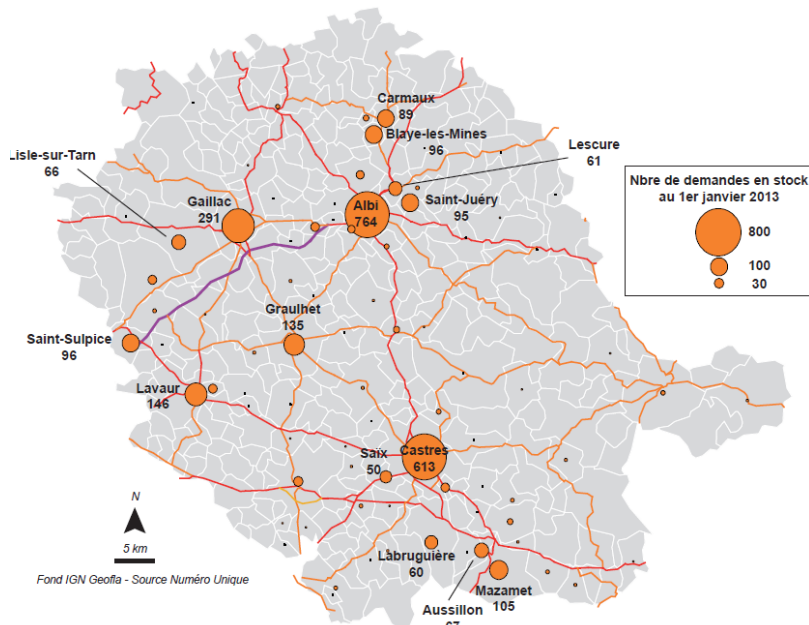 Carmaux
89
Blaye-les-Mines
96
Lescure
61
Lisle-sur-Tarn
66
Gaillac
291
Albi
764
Saint-Juéry
95
Nbre de demandes en stock
au 1er janvier 2013
800
100
30
Graulhet
135
Saint-Sulpice
96
Lavaur
146
Saïx
50
Castres
613
N
5 km
Labruguière
60
Mazamet
105
Aussillon
67
Fond IGN Geofla - Source Numéro Unique